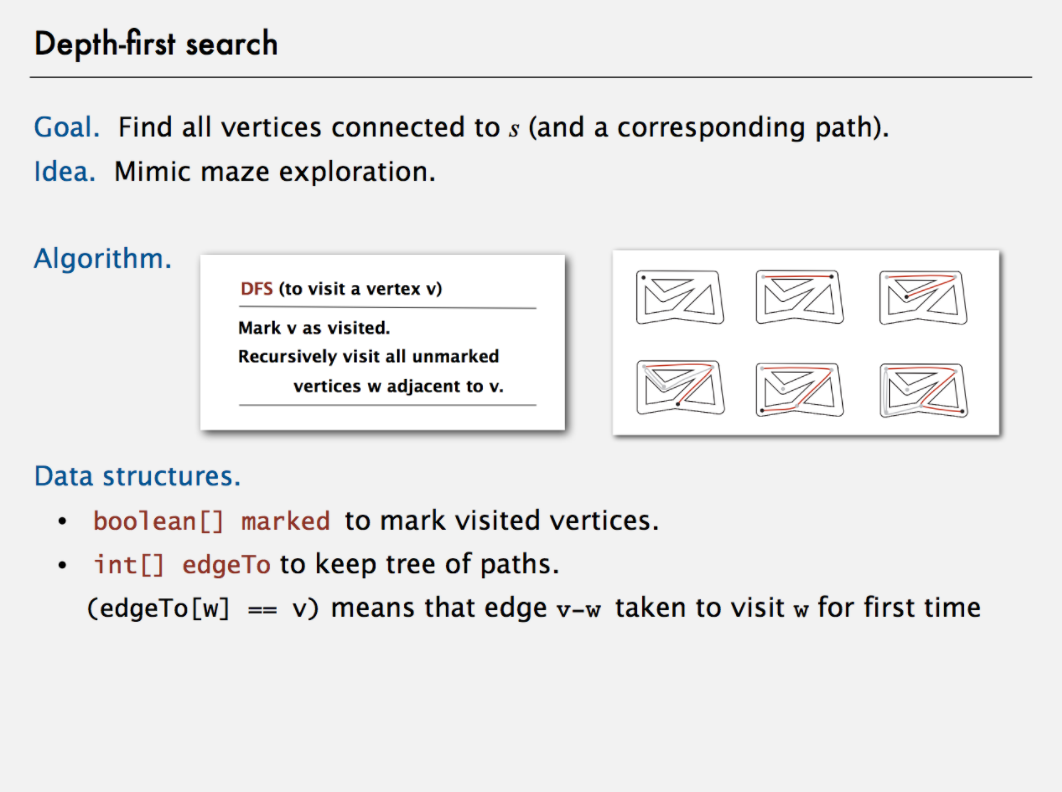 Depth-first search
Goal. Find all vertices connected to s (and a corresponding path).
Idea. Mimic maze exploration.
Algorithm.
DFS (to visit a vertex v)
Mark v as visited.
Recursively visit all unmarked
vertices w adjacent to v.
Data structures.
• boolean[] marked to mark visited vertices.
• int[] edgeTo to keep tree of paths.
(edgeTo[w] == v) means that edge v-w taken to visit w for first time